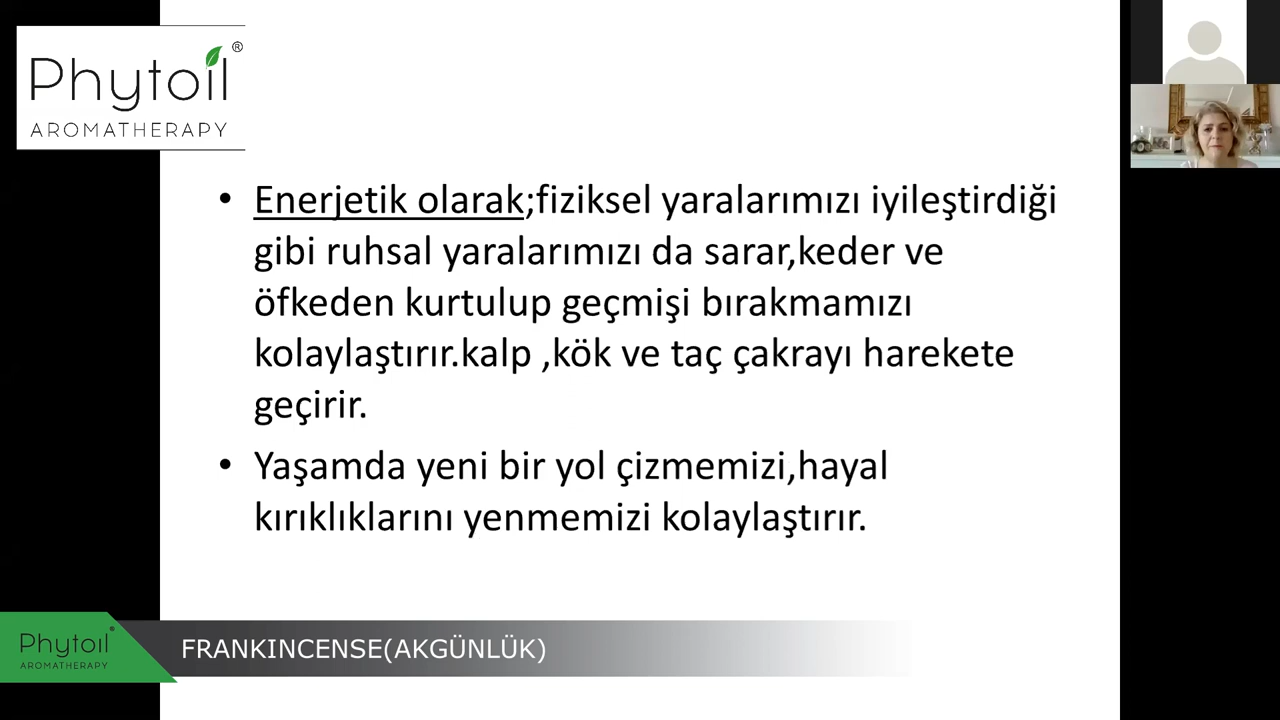 Phytoil®
AROMATHERAPY
• Enerjetik olarak;fiziksel yaralarımızı iyileştirdiği
gibi ruhsal yaralarımızı da sarar,keder ve
öfkeden kurtulup geçmişi bırakmamızı
kolaylaştırır.kalp ,kök ve taç çakrayı harekete
geçirir.
• Yaşamda yeni bir yol çizmemizi,hayal
kırıklıklarını yenmemizi kolaylaştırır.
Phytoil®
AROMATHERAPY
FRANKINCENSE(AKGÜNLÜK)